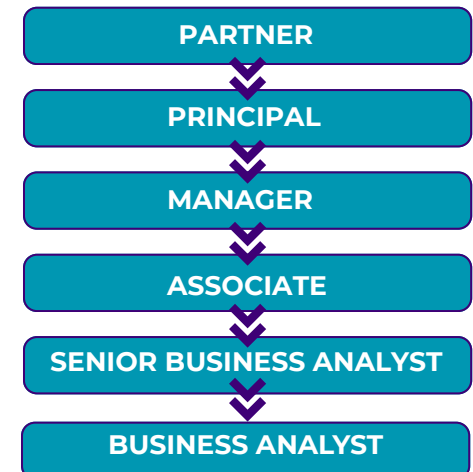 PARTNER
PRINCIPAL
MANAGER
ASSOCIATE
SENIOR BUSINESS ANALYST
BUSINESS ANALYST